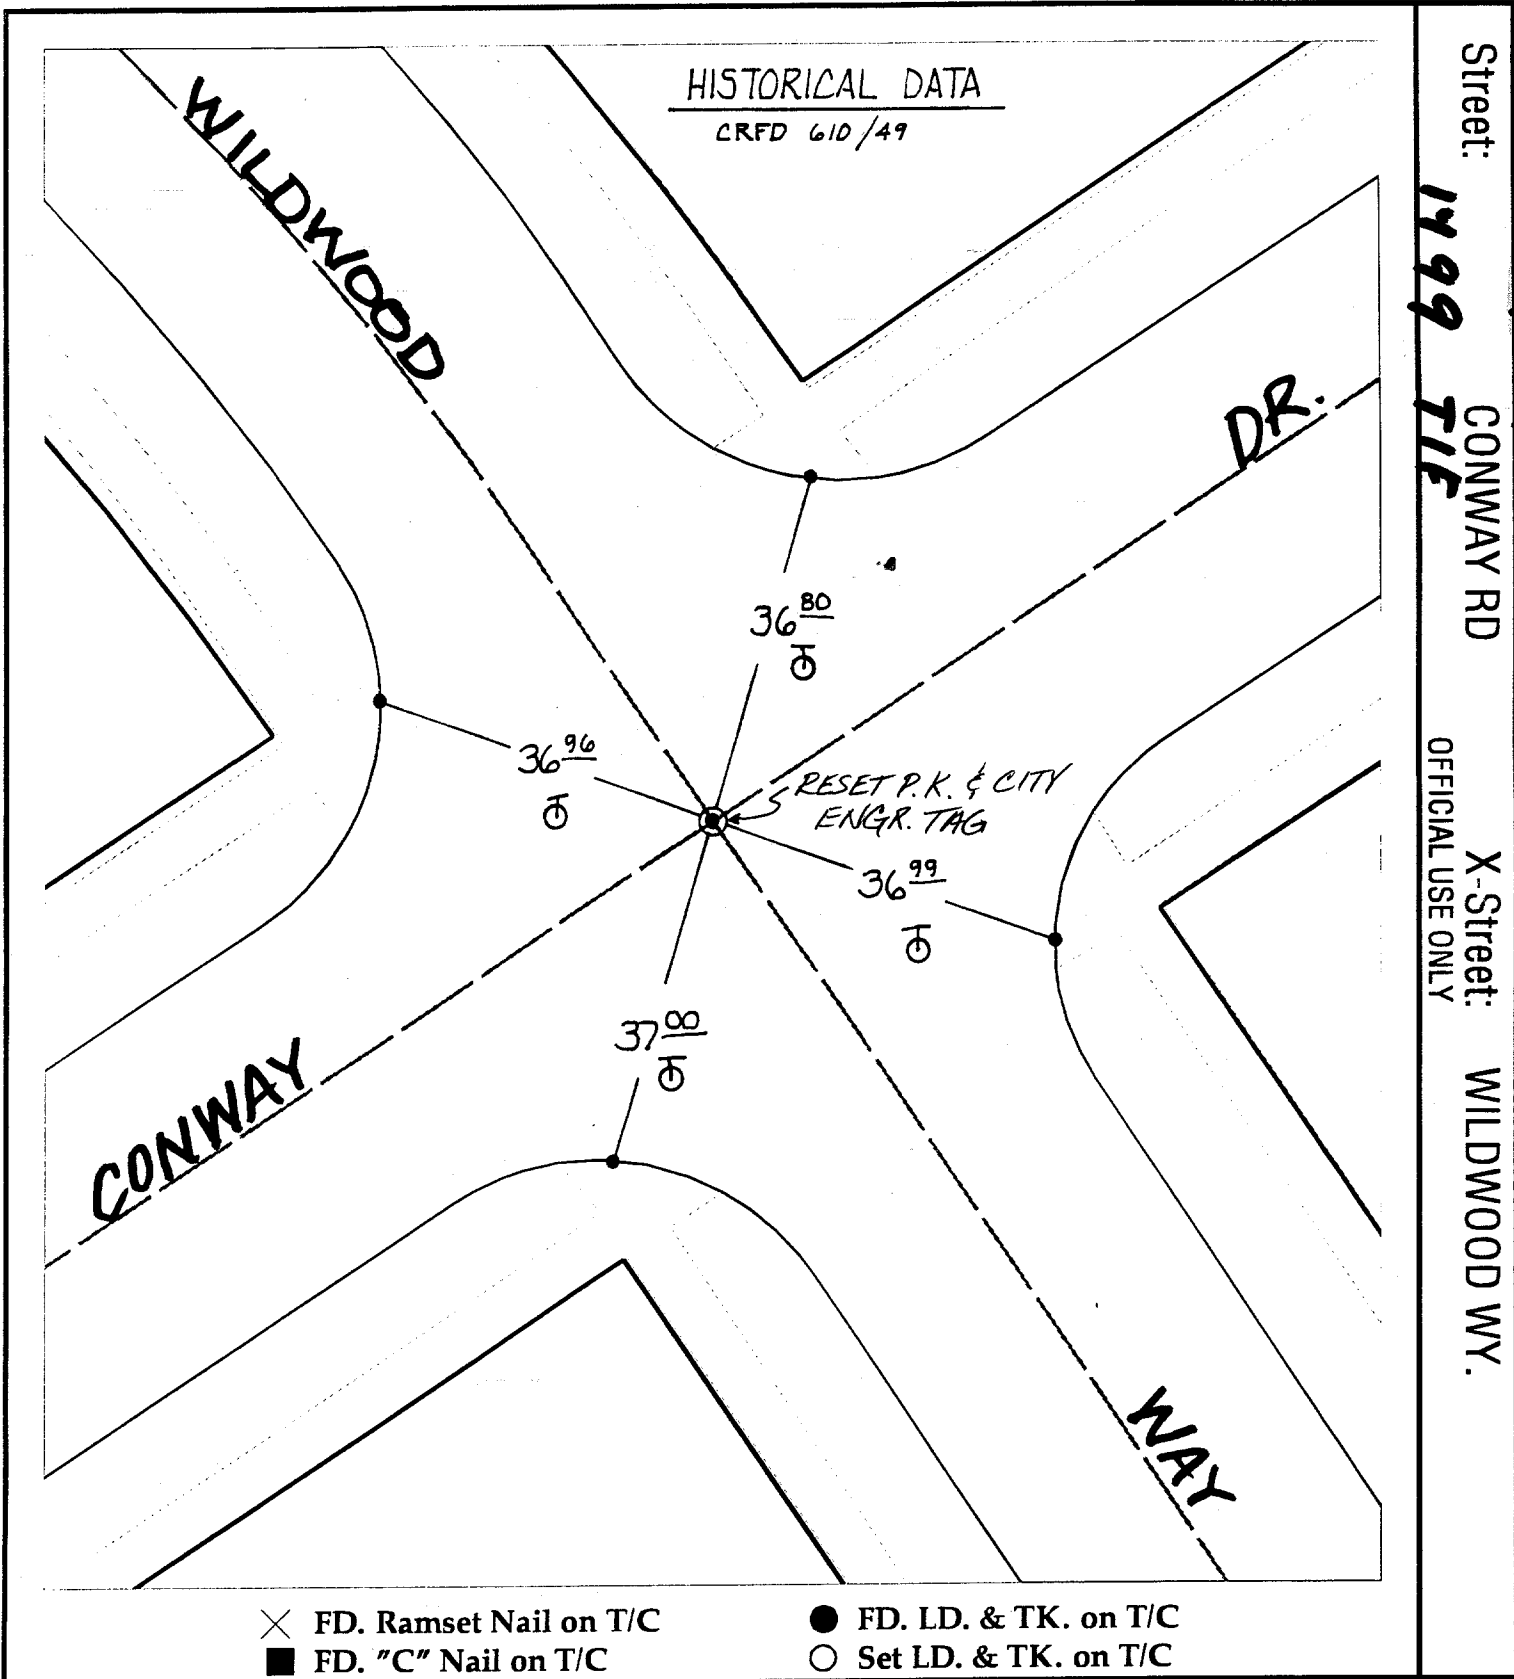 HISTORICAL DATA
CRFD 610/49
WILDWOOD
DR.
36 80
36 96
RESET P.K. & CITY
ENGR. TAG
36 99
37 00
CONWAY
WAY
FD. Ramset Nail on T/C
FD. "C" Nail on T/C
FD. LD. & TK. on T/C
Set LD. & TK. on T/C
Street: CONWAY RD X-Street: WILDWOOD WY.
1499 TIE
OFFICIAL USE ONLY